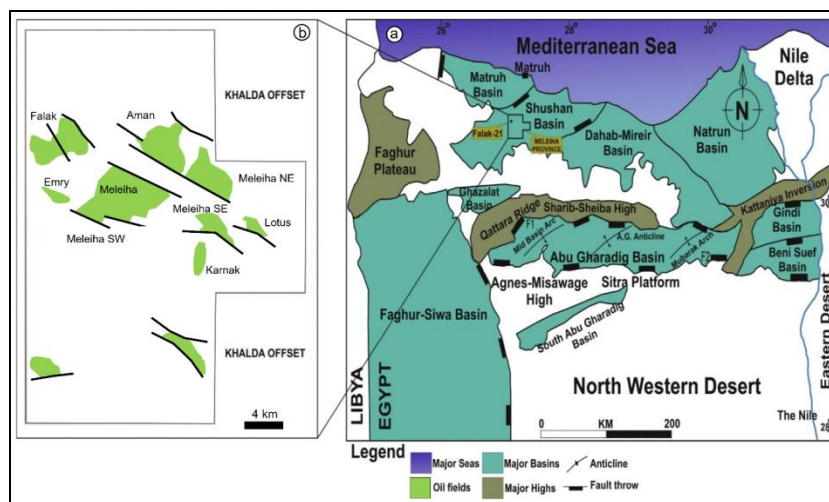 b
KHALDA OFFSET
Falak
Aman
Emry
Meleiha
Meleiha NE
Meleiha SE
Lotus
Meleiha SW
Karnak
KHALDA OFFSET
4 km
a
26°
28°
30°
Mediterranean Sea
Nile
Delta
Matruh
Matruh
Basin
Shushan
Basin
N
Falak-21
MELEIHA
PROVINCE
Dahab-Mireir
Basin
Natrun
Basin
Faghur
Plateau
Ghazalat
Basin
Kattaniya Inversion
30
Qattara Ridge
Sharib-Sheiba High
Gindi
Basin
F1
Mid Basin Arc
A.G. Anticline
Mubarak Arch
F2
Abu Gharadig Basin
Beni Suef
Basin
Agnes-Misawage
High
Sitra Platform
Faghur-Siwa Basin
South Abu Gharadig
Basin
Eastern Desert
LIBYA
EGYPT
North Western Desert
The Nile
28
0
KM
200
Legend
Major Seas
Major Basins
Anticline
Oil fields
Major Highs
Fault throw